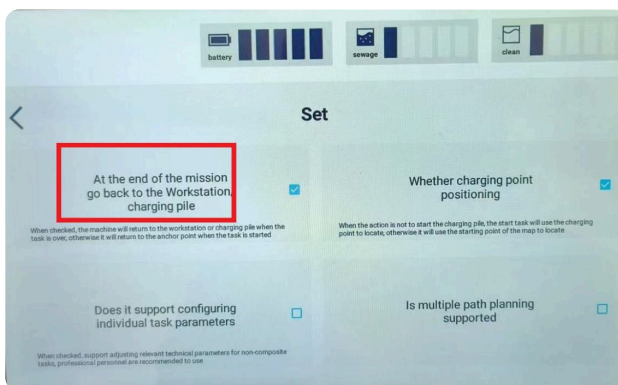 battery
sewage
clean
Set
At the end of the mission
go back to the Workstation,
charging pile
When checked, the machine will return to the workstation or charging pile when the
task is over, otherwise it will return to the anchor point when the task is started
Whether charging point
positioning
When the action is not to start the charging pile, the start task will use the charging
point to locate, otherwise it will use the starting point of the map to locate
Does it support configuring
individual task parameters
When checked, support adjusting relevant technical parameters for non-composite
tasks, professional personnel are recommended to use
Is multiple path planning
supported